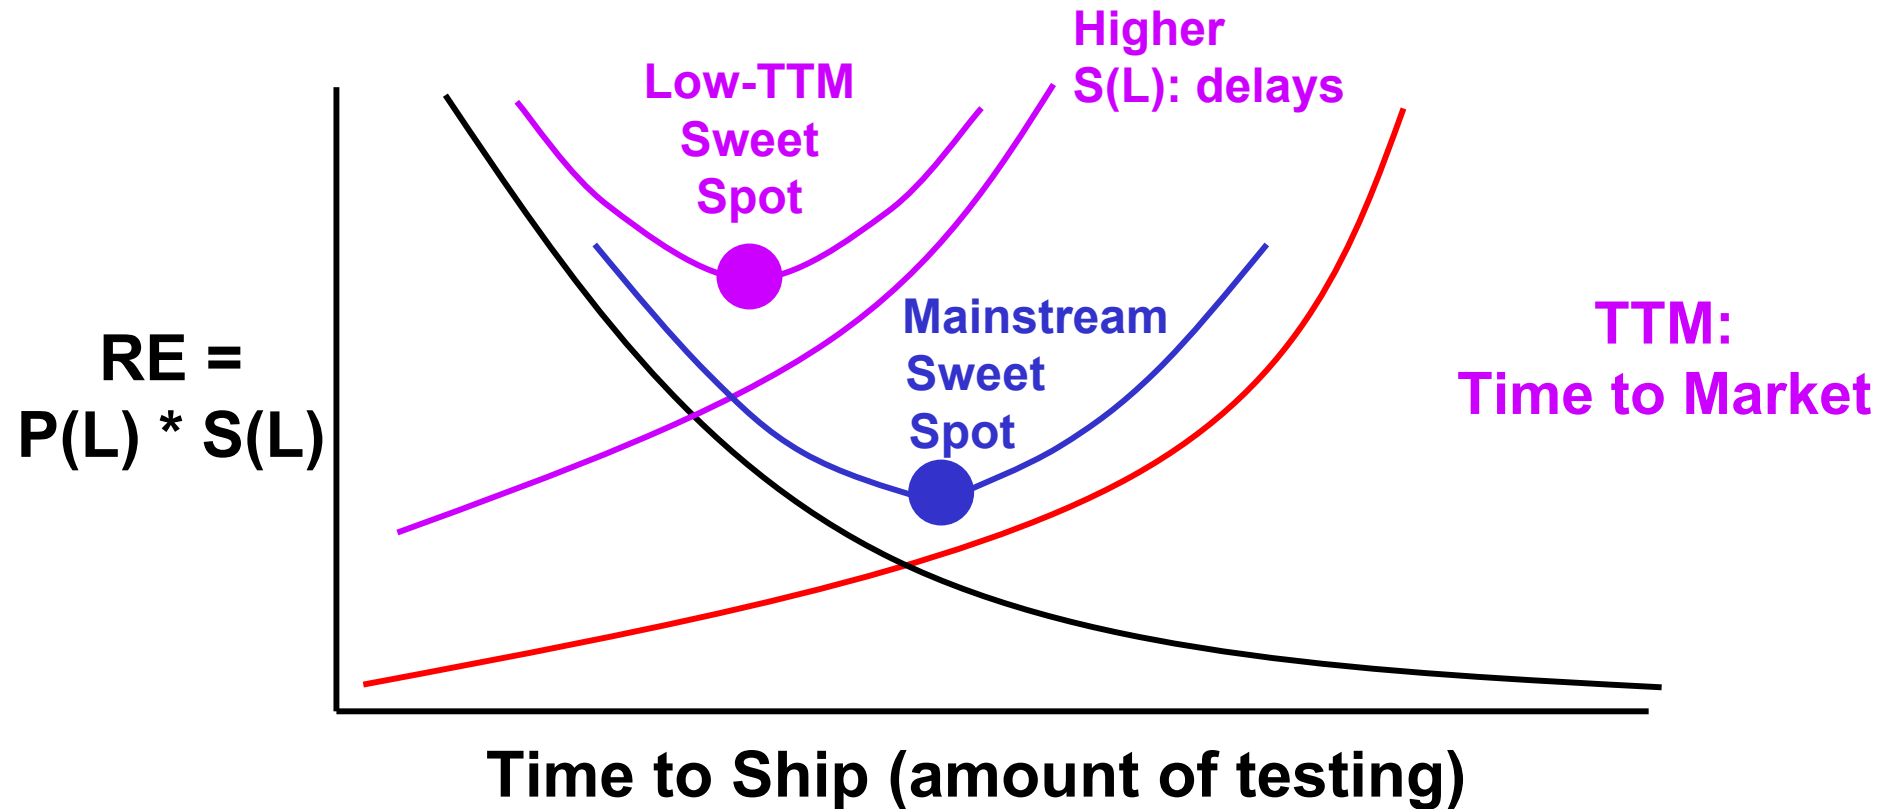 Higher
S(L): delays
Low-TTM
Sweet
Spot
Mainstream
Sweet
Spot
RE =
P(L) * S(L)
TTM:
Time to Market
Time to Ship (amount of testing)